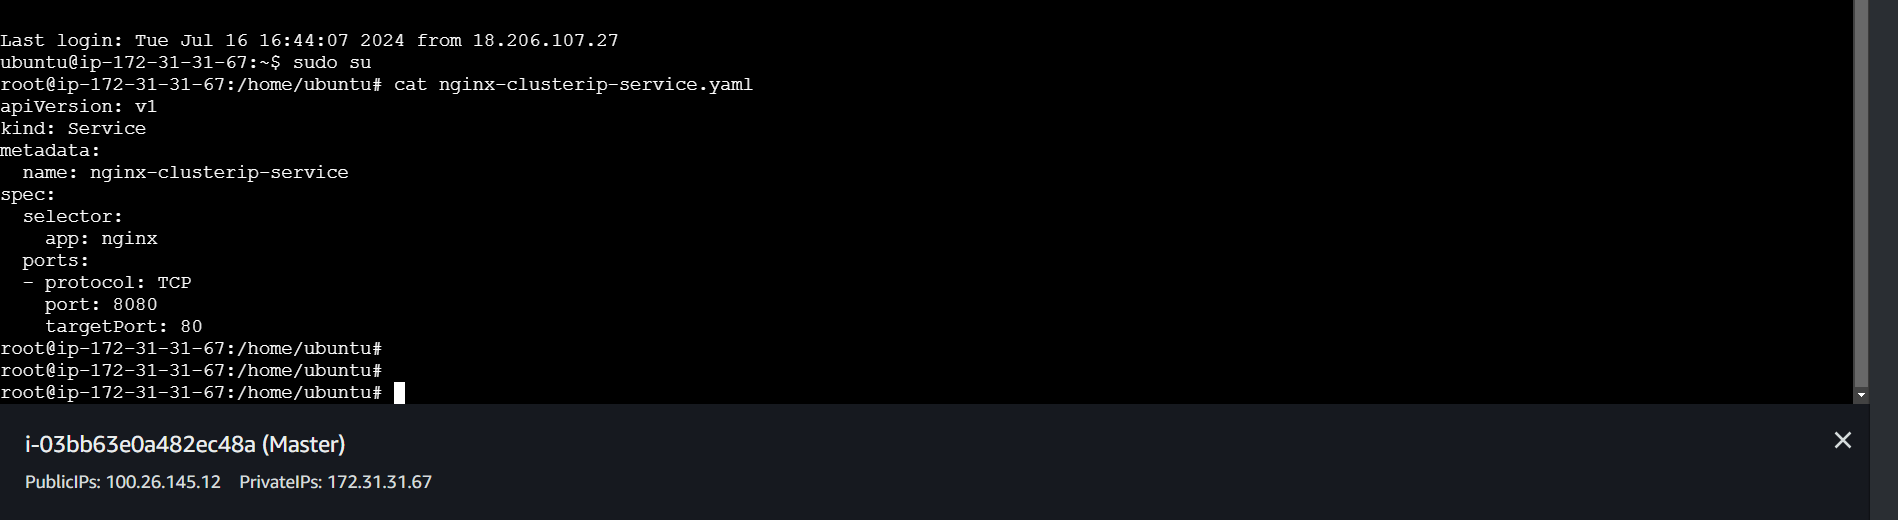 Last login: Tue Jul 16 16:44:07 2024 from 18.206.107.27
ubuntu@ip-172-31-31-67:~$ sudo su
root@ip-172-31-31-67:/home/ubuntu# cat nginx-clusterip-service.yaml
apiVersion: v1
kind: Service
metadata:
  name: nginx-clusterip-service
spec:
  selector:
    app: nginx
  ports:
  - protocol: TCP
    port: 8080
    targetPort: 80
root@ip-172-31-31-67:/home/ubuntu#
root@ip-172-31-31-67:/home/ubuntu#
root@ip-172-31-31-67:/home/ubuntu#
i-03bb63e0a482ec48a (Master)
PublicIPs: 100.26.145.12 PrivateIPs: 172.31.31.67